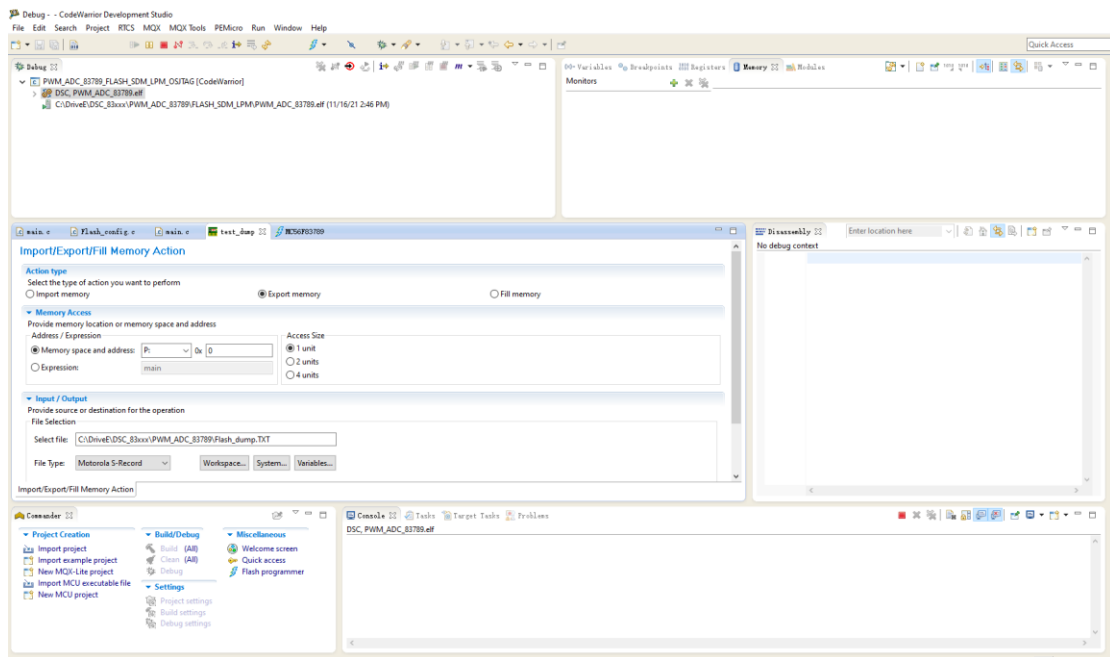 Debug - - CodeWarrior Development Studio
File Edit Search Project RTCS MQX MQX Tools PEMicro Run Window Help
Quick Access
Debug
PWM_ADC_83789_FLASH_SDM_LPM_OSJTAG [CodeWarrior]
DSC, PWM_ADC_83789.elf
C:\DriveE\DSC_83xxx\PWM_ADC_83789\FLASH_SDM_LPM\PWM_ADC_83789.elf (11/16/21 2:46 PM)
(x)= Variables Breakpoints Registers Memory Modules
Monitors
main.c Flash_config.c main.c test_dump MC56F83789
Import/Export/Fill Memory Action
Action type
Select the type of action you want to perform
Import memory Export memory Fill memory
Memory Access
Provide memory location or memory space and address
Address / Expression Access Size
Memory space and address: P: 0x 0 1 unit
2 units
Expression: main
4 units
Input / Output
Provide source or destination for the operation
File Selection
Select file: C:\DriveE\DSC_83xxx\PWM_ADC_83789\Flash_dump.TXT
File Type: Motorola S-Record Workspace... System... Variables...
Import/Export/Fill Memory Action
Disassembly Enter location here
No debug context
Commander
Project Creation Build/Debug Miscellaneous
Import project Build (All) Welcome screen
Import example project Clean (All) Quick access
New MQX-Lite project Debug Flash programmer
Import MCU executable file Settings
New MCU project Project settings
Build settings
Debug settings
Console Tasks Target Tasks Problems
DSC, PWM_ADC_83789.elf